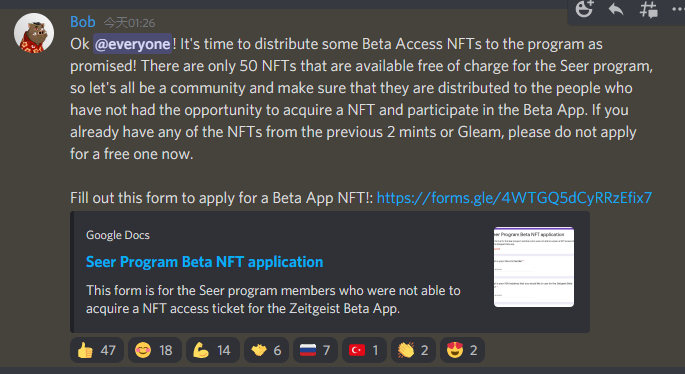 Bob 今天01:26
Ok @everyone! It's time to distribute some Beta Access NFTs to the program as
promised! There are only 50 NFTs that are available free of charge for the Seer program,
so let's all be a community and make sure that they are distributed to the people who
have not had the opportunity to acquire a NFT and participate in the Beta App. If you
already have any of the NFTs from the previous 2 mints or Gleam, please do not apply
for a free one now.
Fill out this form to apply for a Beta App NFT!: https://forms.gle/4WTGQ5dCyRRzEfix7
Google Docs
Seer Program Beta NFT application
This form is for the Seer program members who were not able to
acquire a NFT access ticket for the Zeitgeist Beta App.
47 18 14 6 7 1 2 2